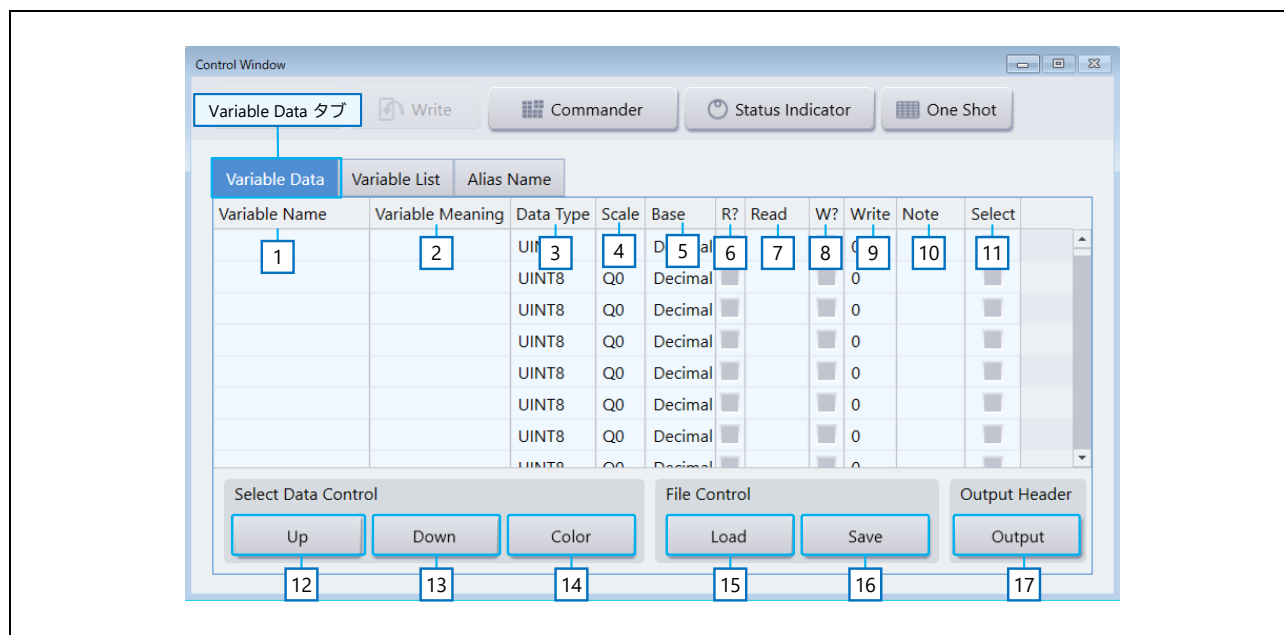 Control Window
Variable Data タブ Write Commander Status Indicator One Shot
Variable Data Variable List Alias Name
Variable Name Variable Meaning Data Type Scale Base R? Read W? Write Note Select
1 2 3 4 5 6 7 8 9 10 11
UINT8 Q0 Decimal 0
UINT8 Q0 Decimal 0
UINT8 Q0 Decimal 0
UINT8 Q0 Decimal 0
UINT8 Q0 Decimal 0
UINT8 Q0 Decimal 0
Select Data Control File Control Output Header
Up Down Color Load Save Output
12 13 14 15 16 17